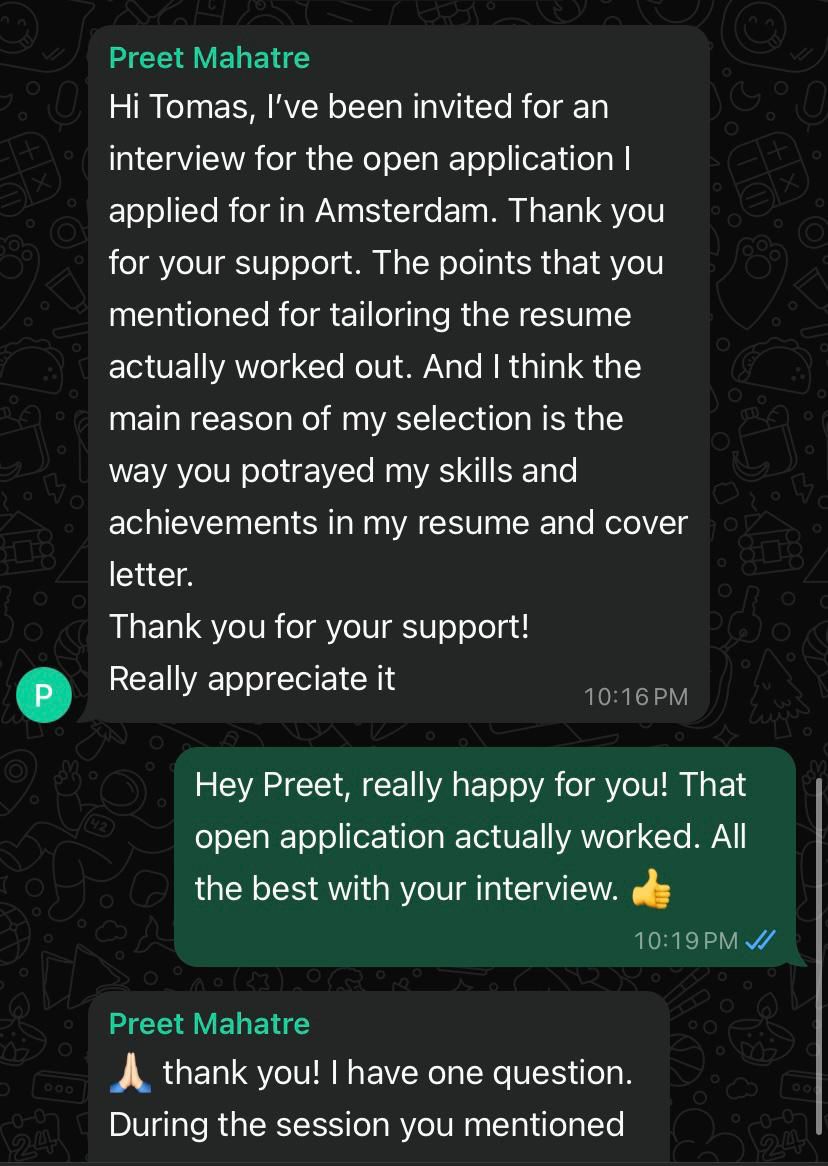 Preet Mahatre
Hi Tomas, I’ve been invited for an
interview for the open application I
applied for in Amsterdam. Thank you
for your support. The points that you
mentioned for tailoring the resume
actually worked out. And I think the
main reason of my selection is the
way you potrayed my skills and
achievements in my resume and cover
letter.
Thank you for your support!
Really appreciate it
10:16 PM
P
Hey Preet, really happy for you! That
open application actually worked. All
the best with your interview. 👍
10:19 PM
Preet Mahatre
🙏🏻 thank you! I have one question.
During the session you mentioned